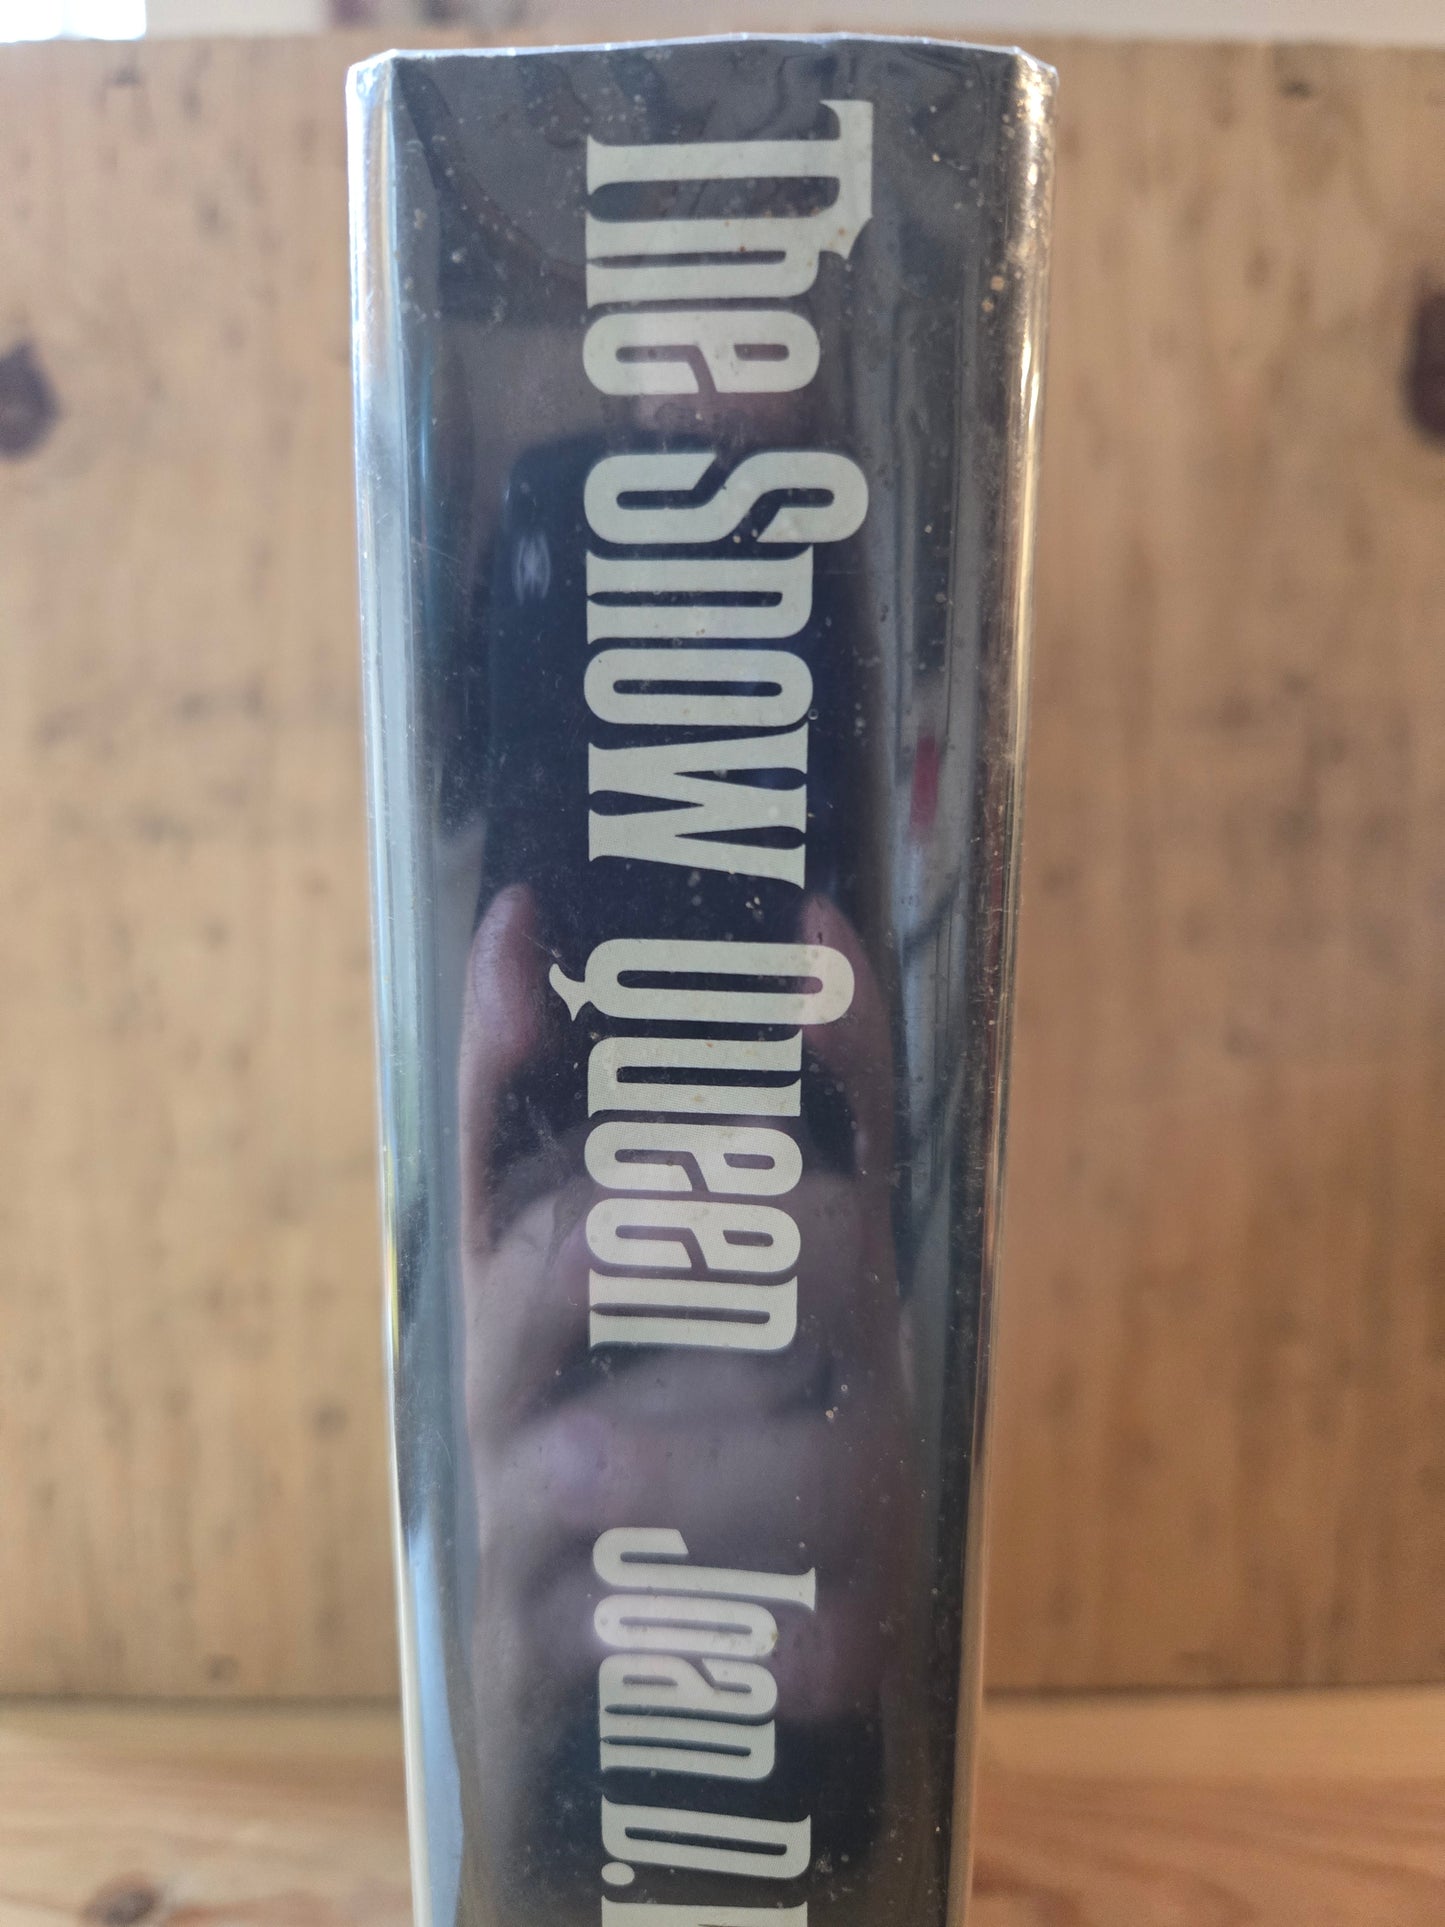 The Snow Queen Joan D.